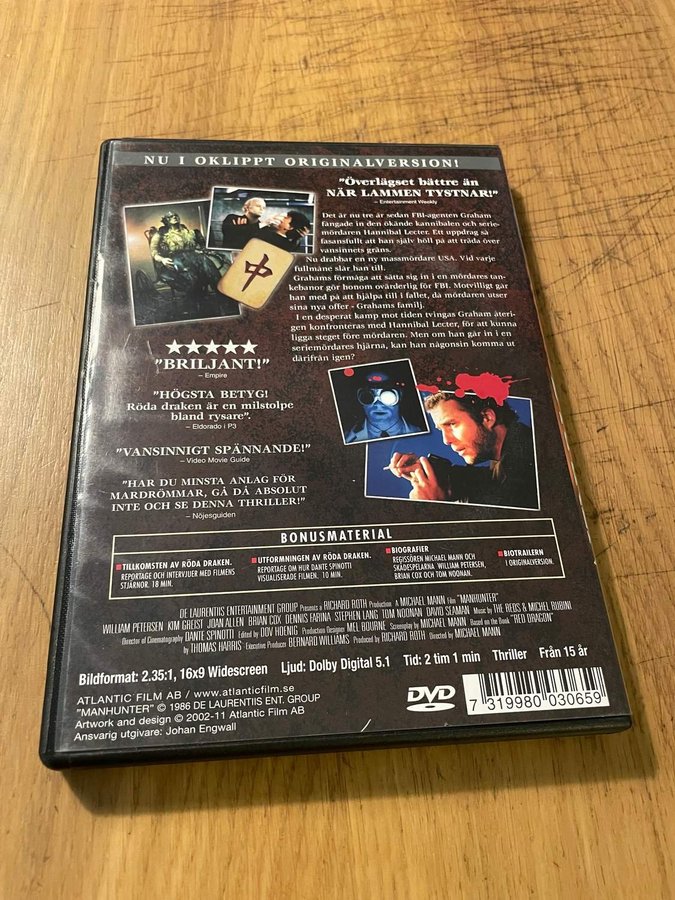 NU I OKLIPPT ORIGINALVERSION!
"Överlägset bättre än
NÄR LAMMEN TYSTNAR!"
– Entertainment Weekly
Det är nu tre år sedan FBI-agenten Graham
fångade in den ökände kannibalen och serie-
mördaren Hannibal Lecter. Ett uppdrag så
fasansfullt att han själv höll på att träda över
vansinnets gräns.
Nu drabbar en ny massmördare USA. Vid varje
fullmåne slår han till.
Grahams förmåga att sätta sig in i en mördares tan-
kebanor gör honom ovärderlig för FBI. Motvilligt går
han med på att hjälpa till i fallet, då mördaren utser
sina nya offer - Grahams familj.
I en desperat kamp mot tiden tvingas Graham återi-
gen konfronteras med Hannibal Lecter, för att kunna
ligga steget före mördaren. Men om han går in i en
seriemördares hjärna, kan han någonsin komma ut
därifrån igen?
中
"BRILJANT!"
– Empire
"HÖGSTA BETYG!
Röda draken är en milstolpe
bland rysare".
– Eldorado i P3
"VANSINNIGT SPÄNNANDE!"
– Video Movie Guide
"HAR DU MINSTA ANLAG FÖR
MARDRÖMMAR, GÅ DÅ ABSOLUT
INTE OCH SE DENNA THRILLER!"
– Nöjesguiden
BONUSMATERIAL
TILLKOMSTEN AV RÖDA DRAKEN.
REPORTAGE OCH INTERVJUER MED FILMENS
STJÄRNOR. 18 MIN.
UTFORMNINGEN AV RÖDA DRAKEN.
REPORTAGE OM HUR DANTE SPINOTTI
VISUALISERADE FILMEN. 10 MIN.
BIOGRAFIER
REGISSÖREN MICHAEL MANN OCH
SKÅDESPELARNA WILLIAM PETERSEN,
BRIAN COX OCH TOM NOONAN.
BIOTRAILERN
I ORIGINALVERSION.
DE LAURENTIIS ENTERTAINMENT GROUP Presents a RICHARD ROTH Production A MICHAEL MANN Film "MANHUNTER"
WILLIAM PETERSEN KIM GREIST JOAN ALLEN BRIAN COX DENNIS FARINA STEPHEN LANG TOM NOONAN DAVID SEAMAN Music by THE REDS & MICHEL RUBINI
Director of Cinematography DANTE SPINOTTI Edited by DOV HOENIG Production Designer MEL BOURNE Screenplay by MICHAEL MANN Based on the Book "RED DRAGON"
by THOMAS HARRIS Executive Producer BERNARD WILLIAMS Produced by RICHARD ROTH Directed by MICHAEL MANN
Bildformat: 2.35:1, 16x9 Widescreen Ljud: Dolby Digital 5.1 Tid: 2 tim 1 min Thriller Från 15 år
ATLANTIC FILM AB / www.atlanticfilm.se
"MANHUNTER" © 1986 DE LAURENTIIS ENT. GROUP
Artwork and design © 2002-11 Atlantic Film AB
Ansvarig utgivare: Johan Engwall
DVD
VIDEO
7 319980 030659